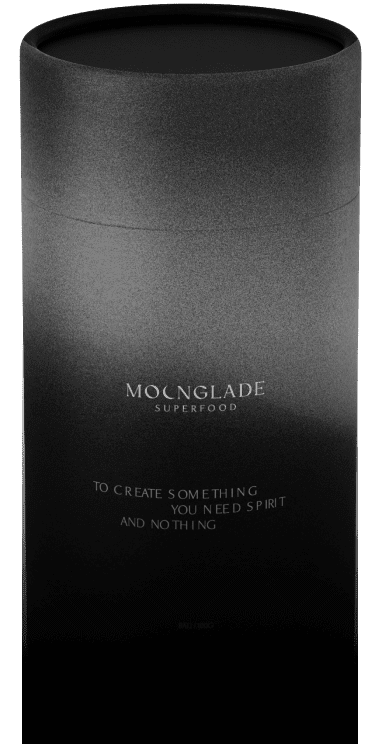 MOONGLADE
SUPERFOOD
TO CREATE SOMETHING
YOU NEED SPIRIT
AND NOTHING